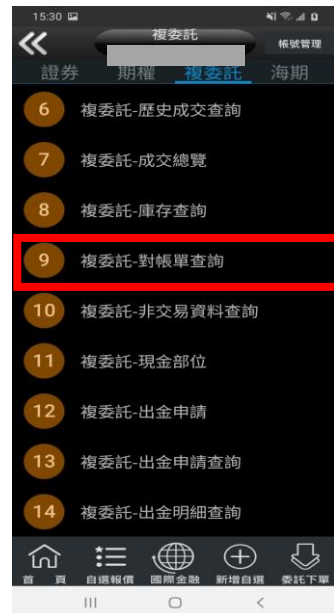 15:30
複委託
帳號管理
證券 期權 複委託 海期
6 複委託-歷史成交查詢
7 複委託-成交總覽
8 複委託-庫存查詢
9 複委託-對帳單查詢
10 複委託-非交易資料查詢
11 複委託-現金部位
12 複委託-出金申請
13 複委託-出金申請查詢
14 複委託-出金明細查詢
首頁 自選報價 國際金融 新增自選 委託下單